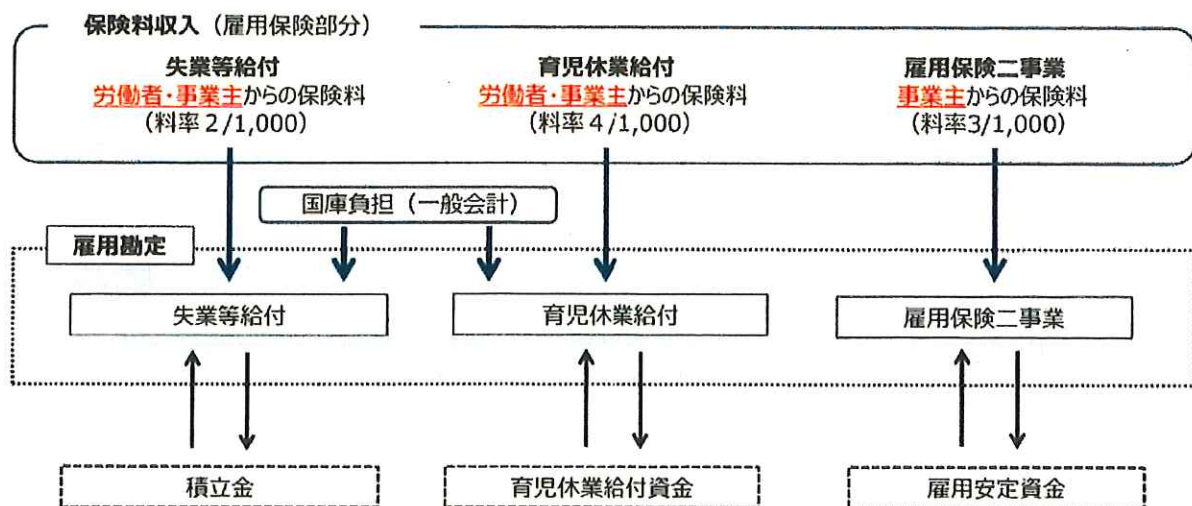 保険料収入（雇用保険部分）
失業等給付
労働者・事業主からの保険料
（料率２/1,000）
育児休業給付
労働者・事業主からの保険料
（料率４/1,000）
雇用保険二事業
事業主からの保険料
（料率3/1,000）
国庫負担（一般会計）
雇用勘定
失業等給付
育児休業給付
雇用保険二事業
積立金
育児休業給付資金
雇用安定資金